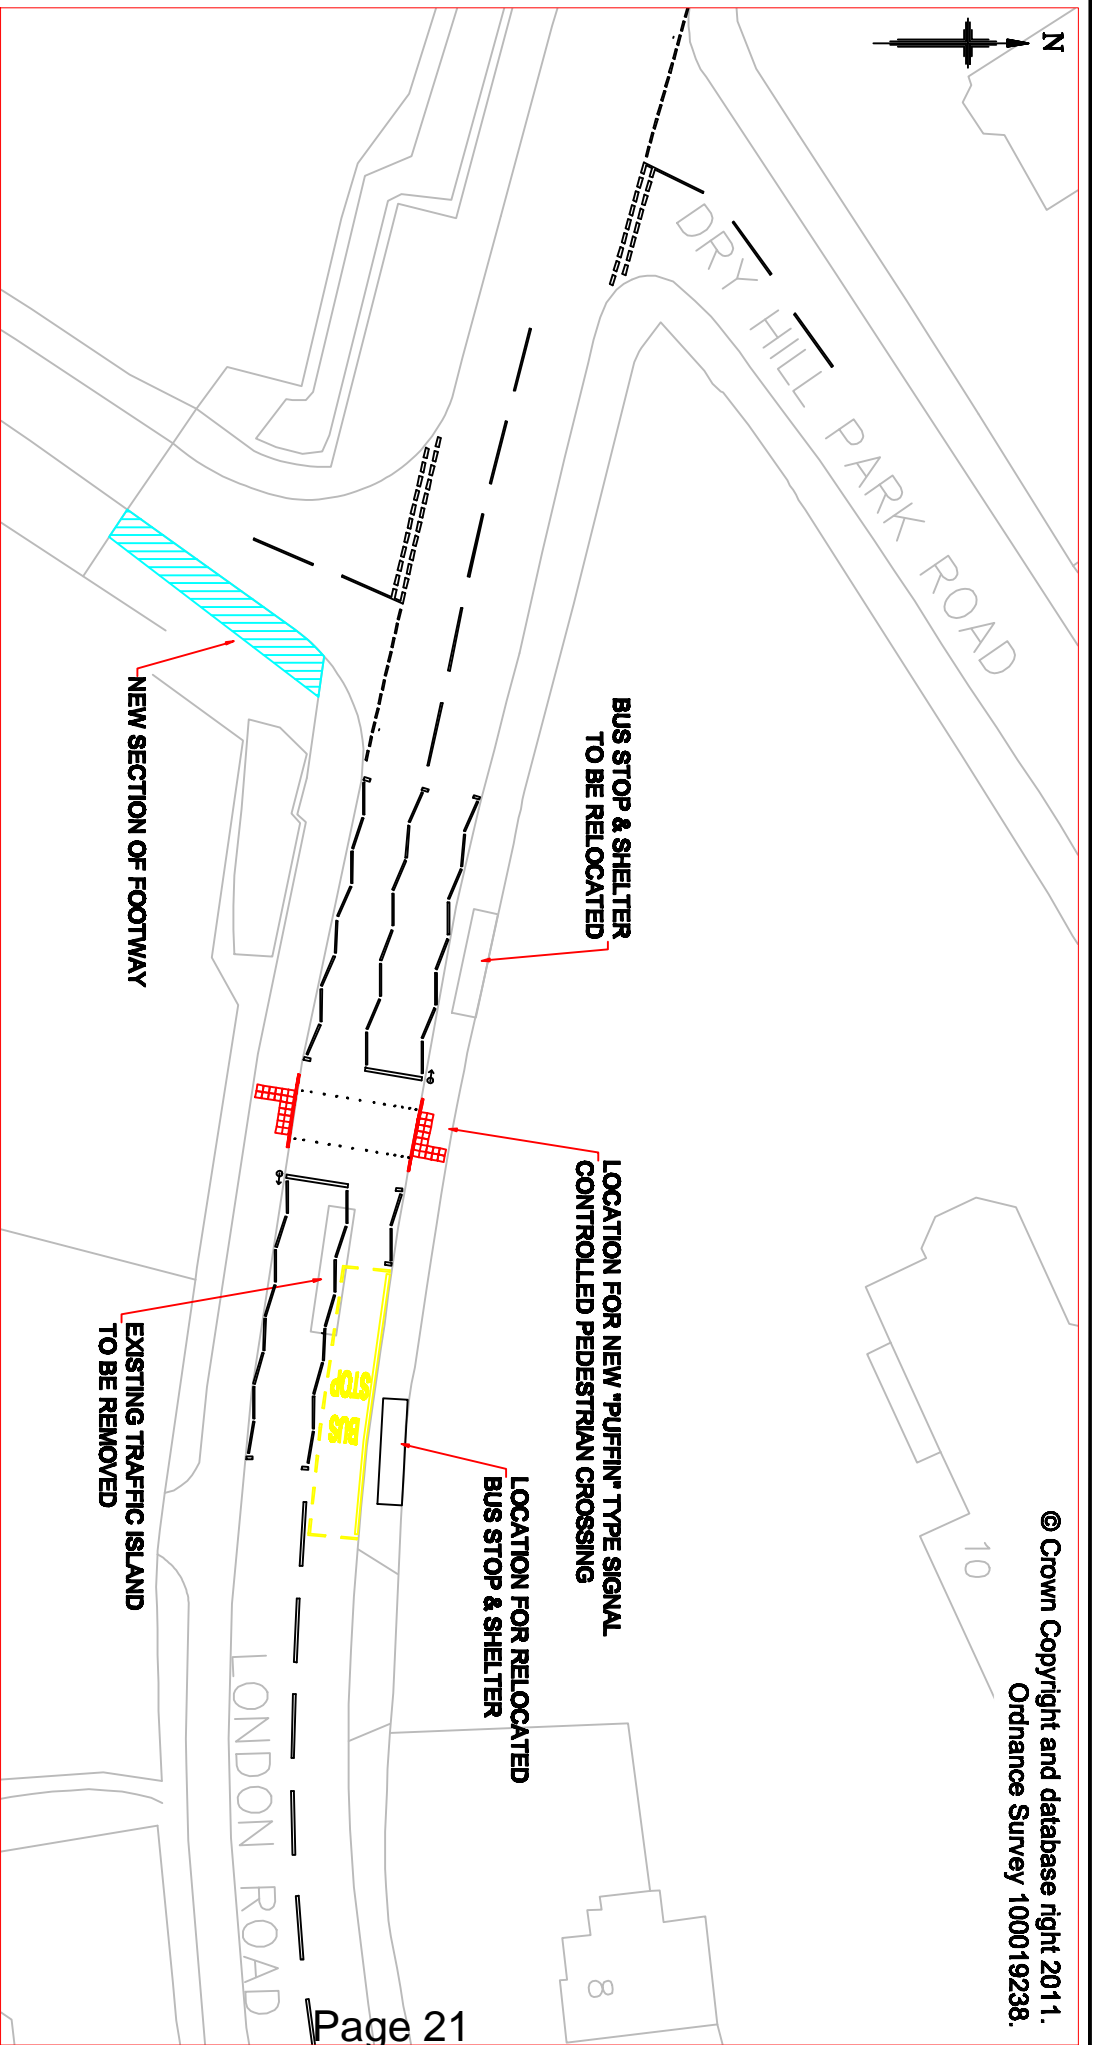 N
© Crown Copyright and database right 2011.
Ordnance Survey 100019238.
DRY HILL PARK ROAD
BUS STOP & SHELTER
TO BE RELOCATED
LOCATION FOR NEW "PUFFIN" TYPE SIGNAL
CONTROLLED PEDESTRIAN CROSSING
LOCATION FOR RELOCATED
BUS STOP & SHELTER
10
8
BUS
STOP
NEW SECTION OF FOOTWAY
EXISTING TRAFFIC ISLAND
TO BE REMOVED
LONDON ROAD
Page 21